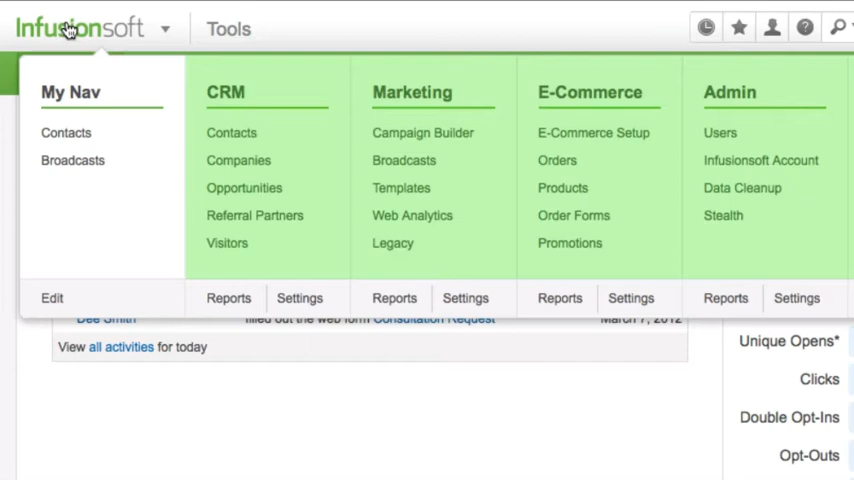 Infusionsoft
Tools
My Nav
Contacts
Broadcasts
Edit
CRM
Contacts
Companies
Opportunities
Referral Partners
Visitors
Reports
Settings
Marketing
Campaign Builder
Broadcasts
Templates
Web Analytics
Legacy
Reports
Settings
E-Commerce
E-Commerce Setup
Orders
Products
Order Forms
Promotions
Reports
Settings
Admin
Users
Infusionsoft Account
Data Cleanup
Stealth
Reports
Settings
Dee Smith filled out the web form Consultation Request March 7, 2012
View all activities for today
Unique Opens*
Clicks
Double Opt-Ins
Opt-Outs